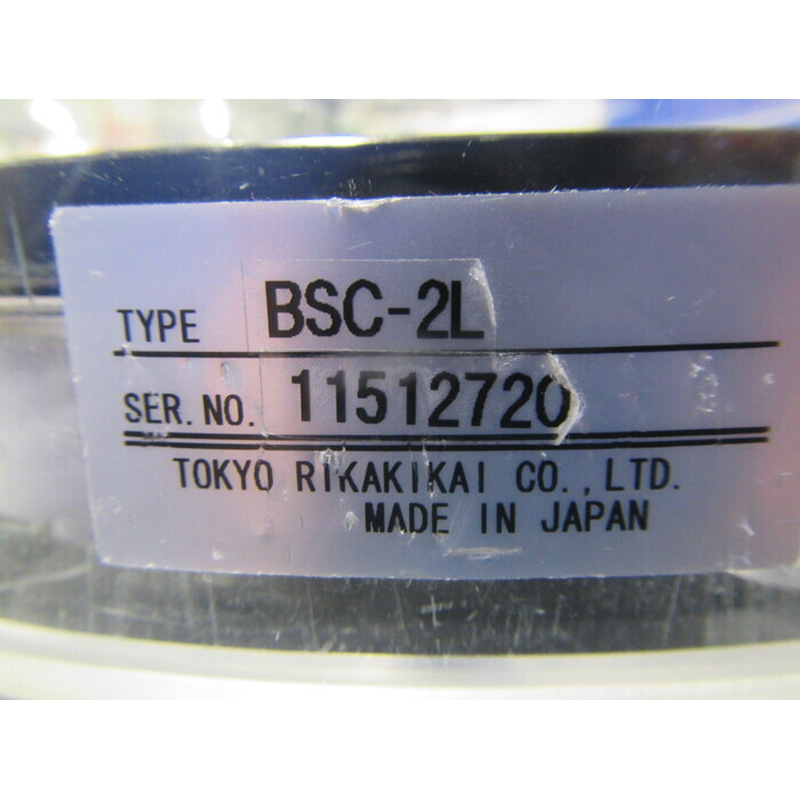 TYPE BSC-2L
SER. NO. 11512720
TOKYO RIKAKIKAI CO., LTD.
MADE IN JAPAN